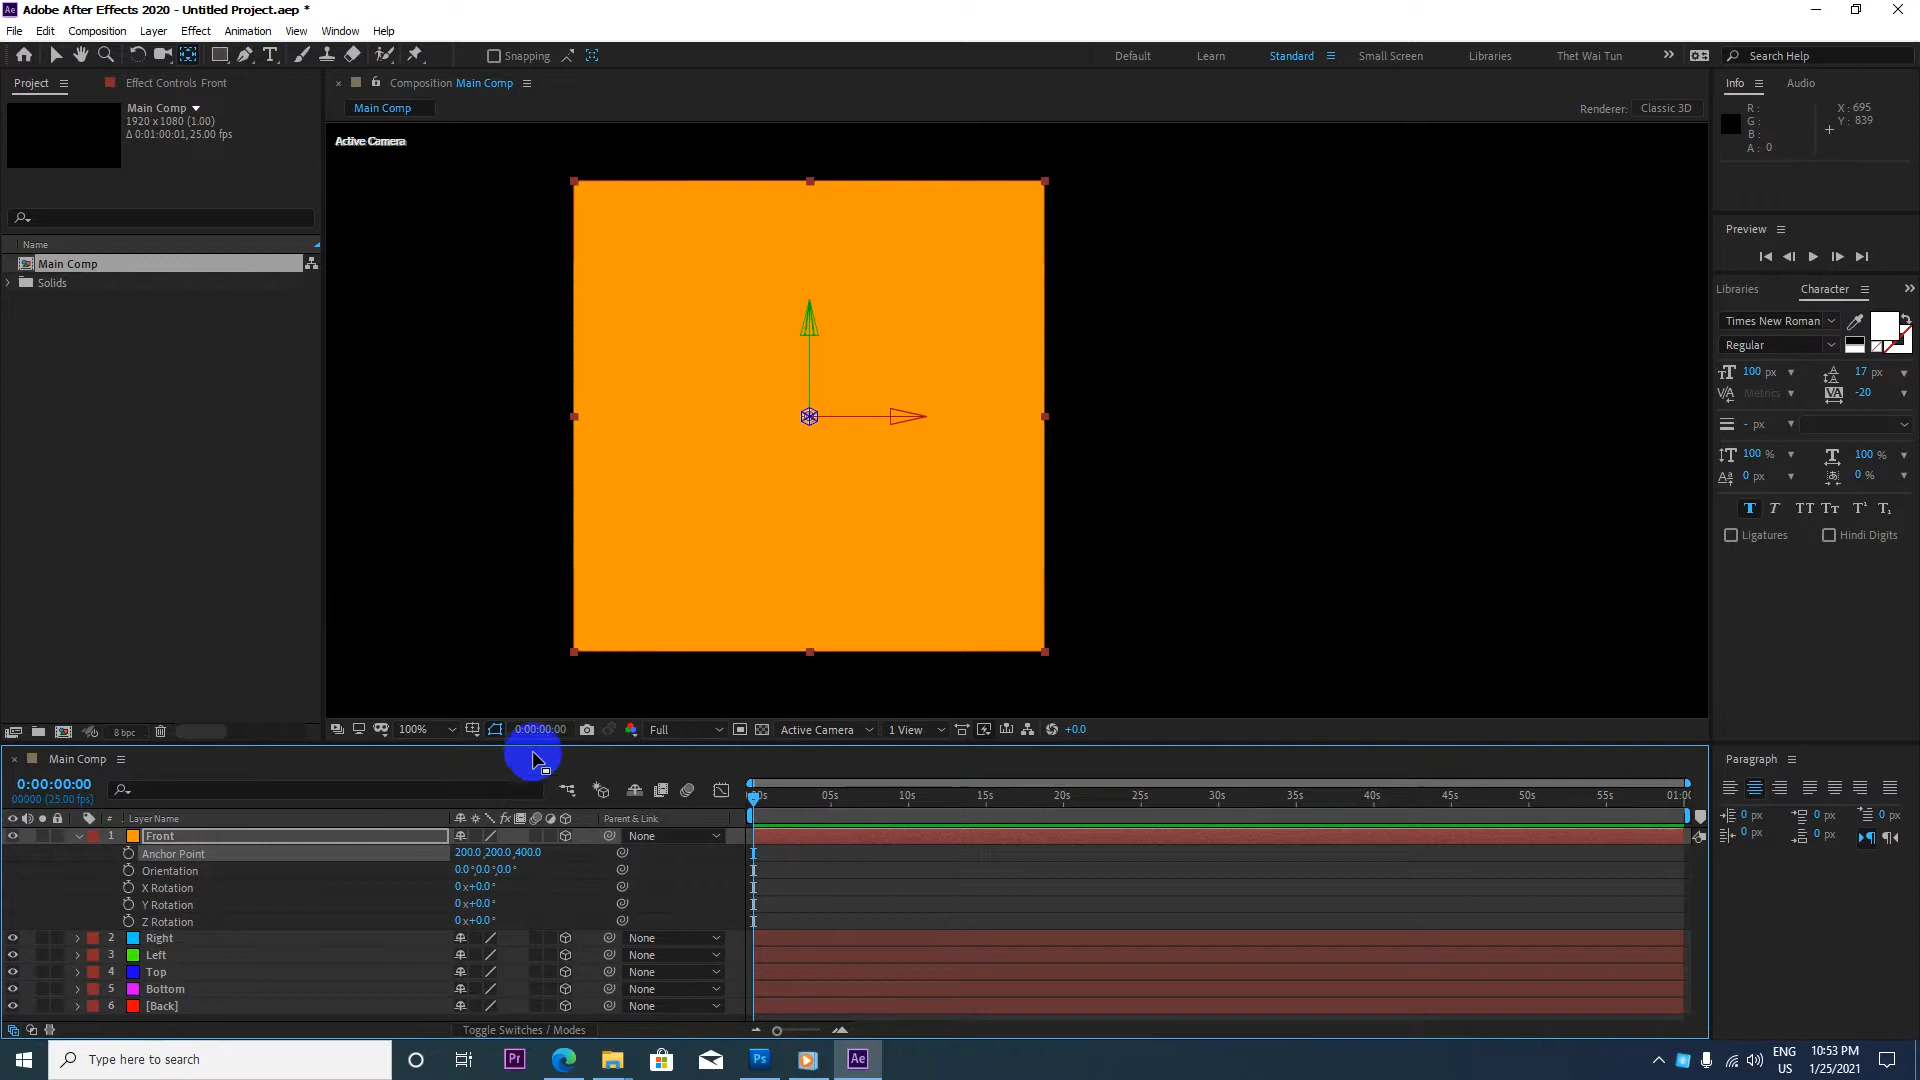 Adobe After Effects 2020 - Untitled Project.aep *
File Edit Composition Layer Effect Animation View Window Help
Snapping
Default Learn Standard Small Screen Libraries Thet Wai Tun
Search Help
Project
Effect Controls Front
Composition Main Comp
Info Audio
Main Comp
1920 x 1080 (1.00)
Δ 0:01:00:01, 25.00 fps
Main Comp
Renderer: Classic 3D
R :
G :
B :
A : 0
X : 695
Y : 839
Active Camera
Name
Main Comp
Solids
Preview
Libraries Character
Times New Roman
Regular
100 px
17 px
Metrics
-20
- px
100 %
100 %
0 px
0 %
Ligatures
Hindi Digits
8 bpc
100%
0:00:00:00
Full
Active Camera
1 View
+0.0
Main Comp
0:00:00:00
00000 (25.00 fps)
:00s 05s 10s 15s 20s 25s 30s 35s 40s 45s 50s 55s 01:00
# Layer Name
Parent & Link
1 Front None
Anchor Point 200.0,200.0,400.0
Orientation 0.0°,0.0°,0.0°
X Rotation 0x+0.0°
Y Rotation 0x+0.0°
Z Rotation 0x+0.0°
2 Right None
3 Left None
4 Top None
5 Bottom None
6 [Back] None
Toggle Switches / Modes
Paragraph
0 px 0 px 0 px
0 px 0 px
Type here to search
Pr
Ps
Ae
ENG
US
10:53 PM
1/25/2021